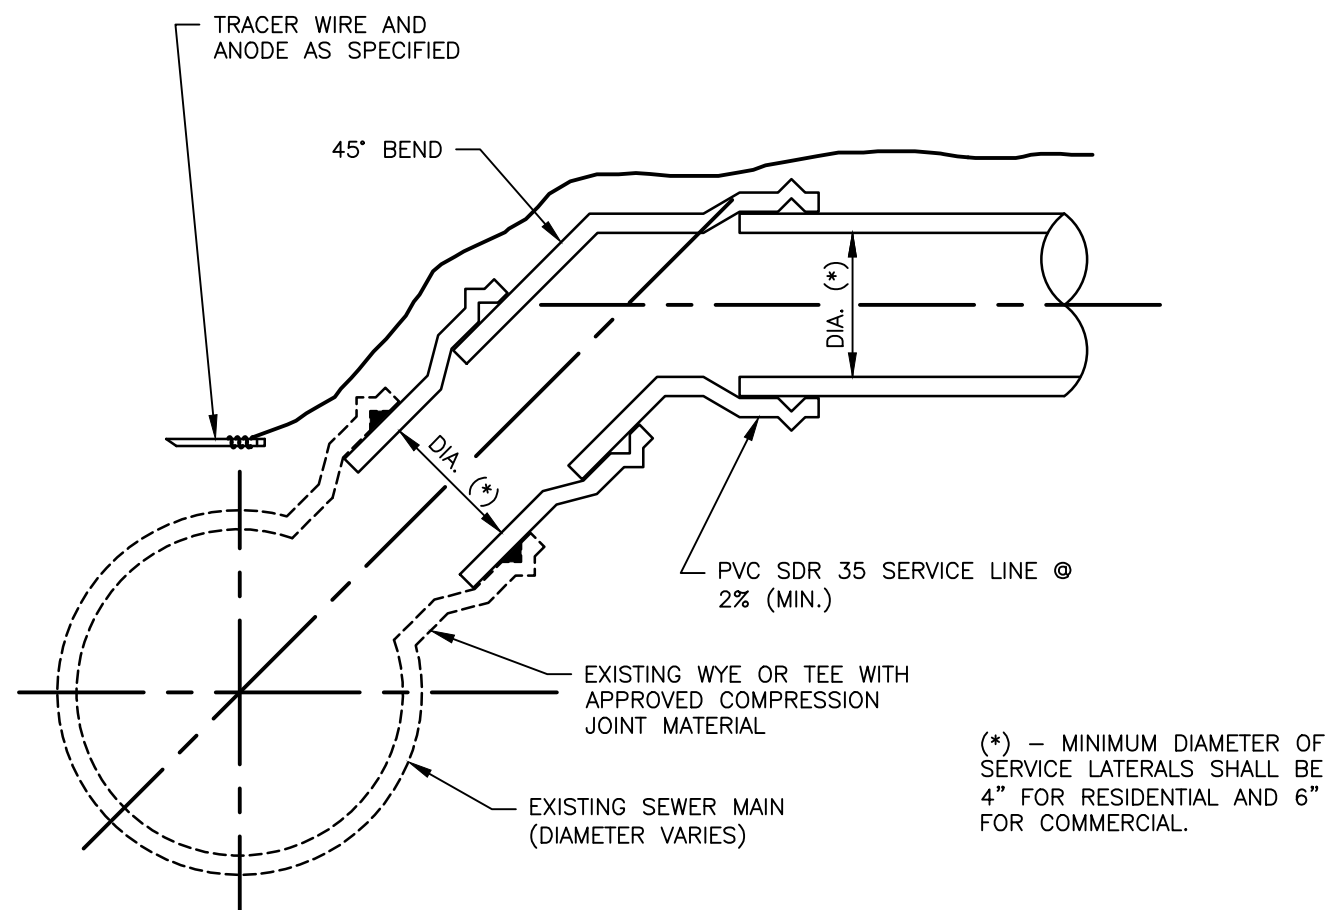 TRACER WIRE AND
ANODE AS SPECIFIED
45° BEND
DIA. (*)
DIA. (*)
PVC SDR 35 SERVICE LINE @
2% (MIN.)
EXISTING WYE OR TEE WITH
APPROVED COMPRESSION
JOINT MATERIAL
(*) – MINIMUM DIAMETER OF
SERVICE LATERALS SHALL BE
4" FOR RESIDENTIAL AND 6"
FOR COMMERCIAL.
EXISTING SEWER MAIN
(DIAMETER VARIES)